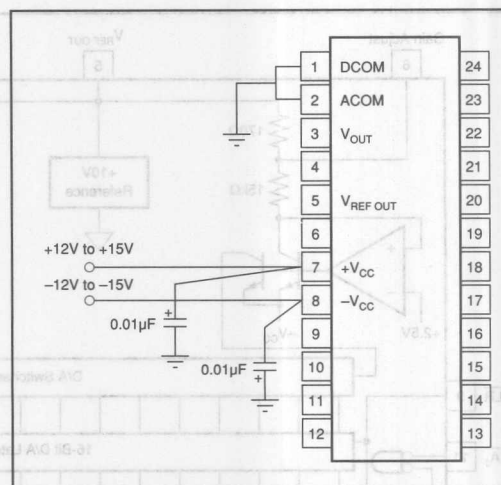 1 DCOM 24
2 ACOM 23
3 V_OUT 22
4 21
5 V_REF OUT 20
6 19
+12V to +15V
7 +V_CC 18
−12V to −15V
8 −V_CC 17
+
0.01µF
9 16
0.01µF
+
10 15
11 14
12 13